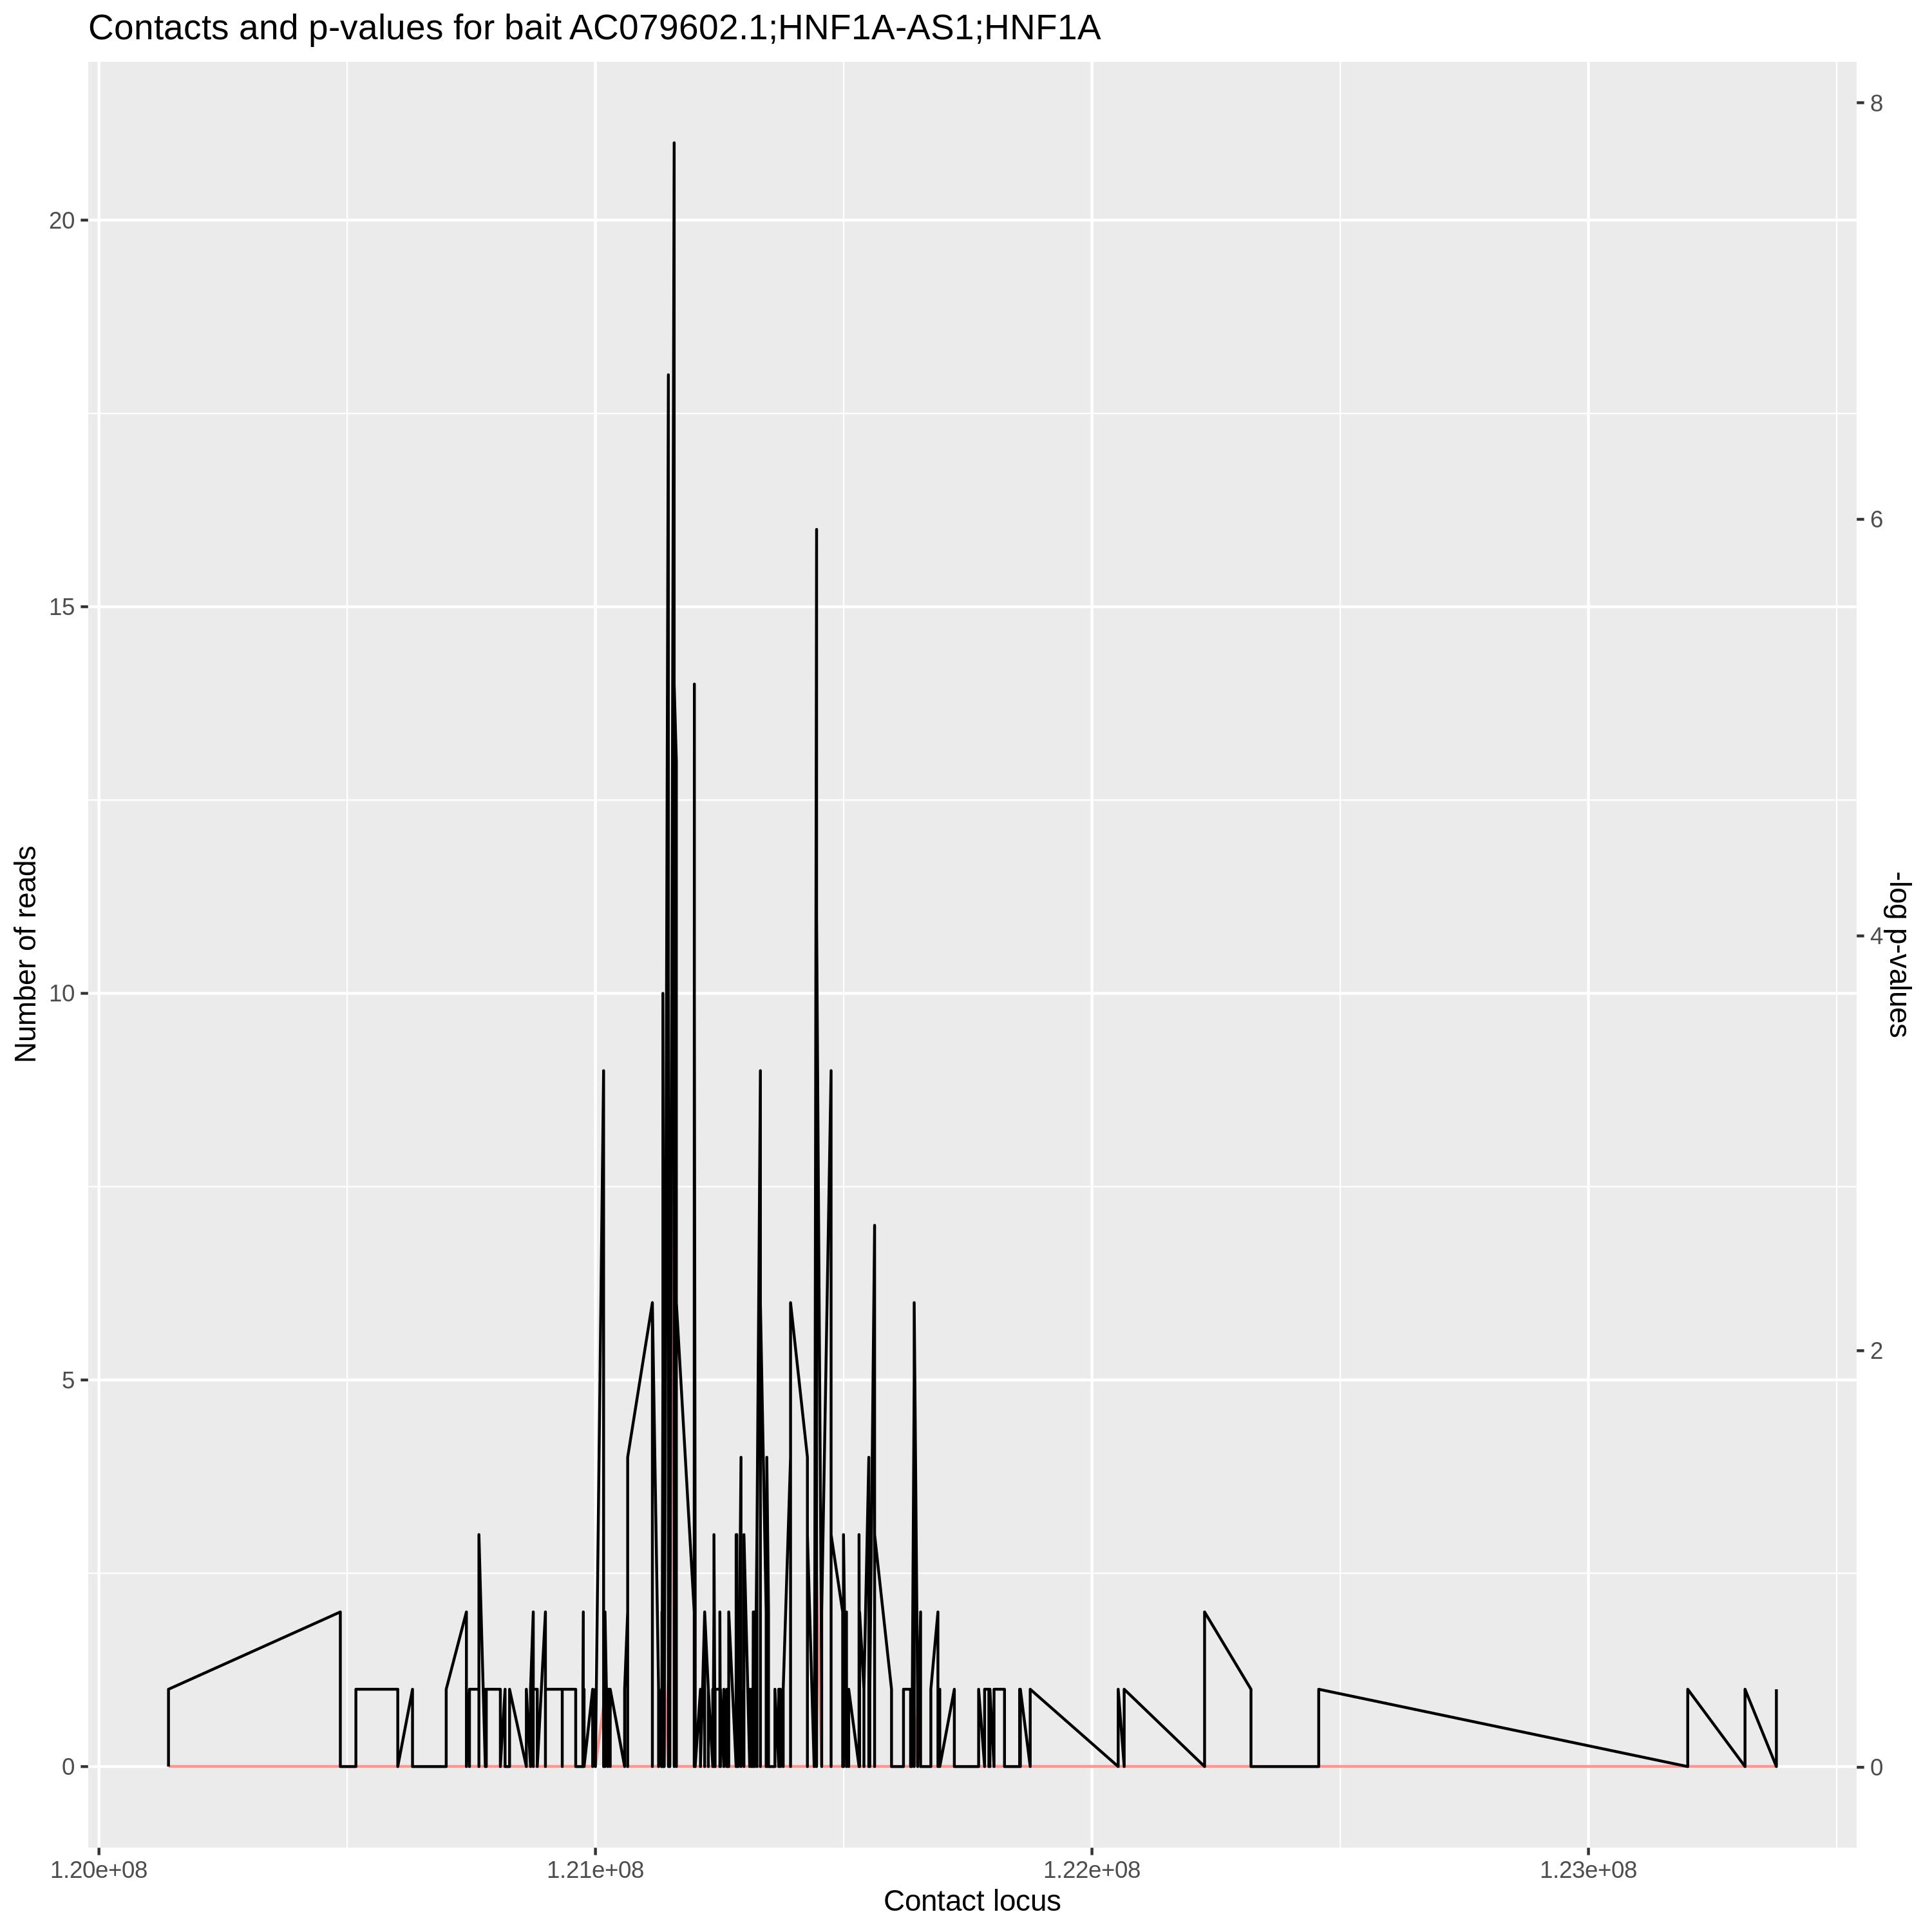 Contacts and p-values for bait AC079602.1;HNF1A-AS1;HNF1A
8
20
6
15
Number of reads
-log p-values
4
10
2
5
0
0
1.20e+08
1.21e+08
1.22e+08
1.23e+08
Contact locus